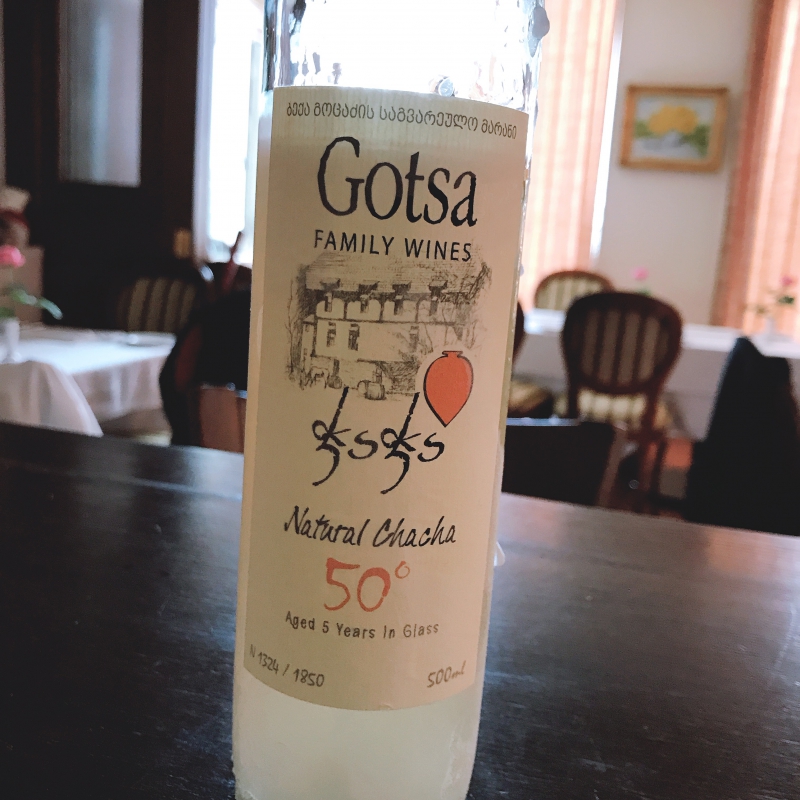 ბექა გოცაძის საგვარეულო მარანი
Gotsa
FAMILY WINES
ჭაჭა
Natural Chacha
50°
Aged 5 Years In Glass
N 1324 / 1850
500ml